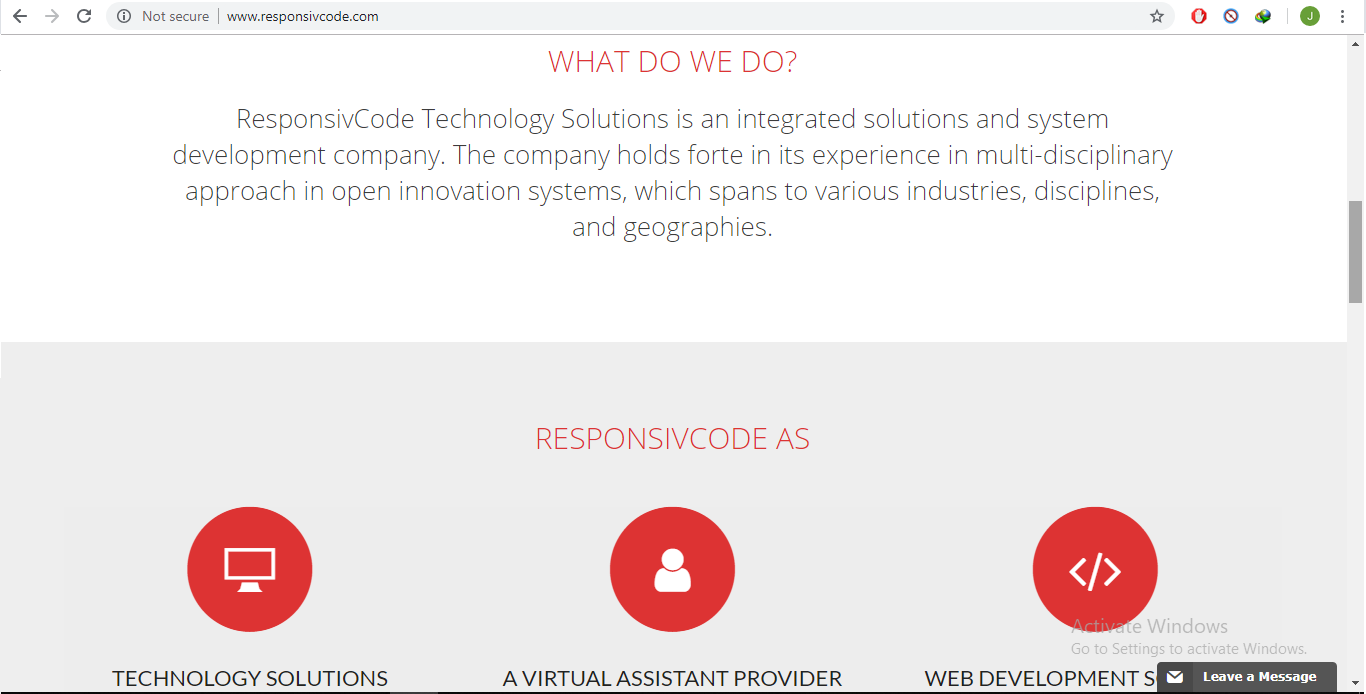 Not secure
www.responsivcode.com
J
WHAT DO WE DO?
ResponsivCode Technology Solutions is an integrated solutions and system
development company. The company holds forte in its experience in multi-disciplinary
approach in open innovation systems, which spans to various industries, disciplines,
and geographies.
RESPONSIVCODE AS
TECHNOLOGY SOLUTIONS
A VIRTUAL ASSISTANT PROVIDER
WEB DEVELOPMENT
Activate Windows
Go to Settings to activate Windows.
Leave a Message